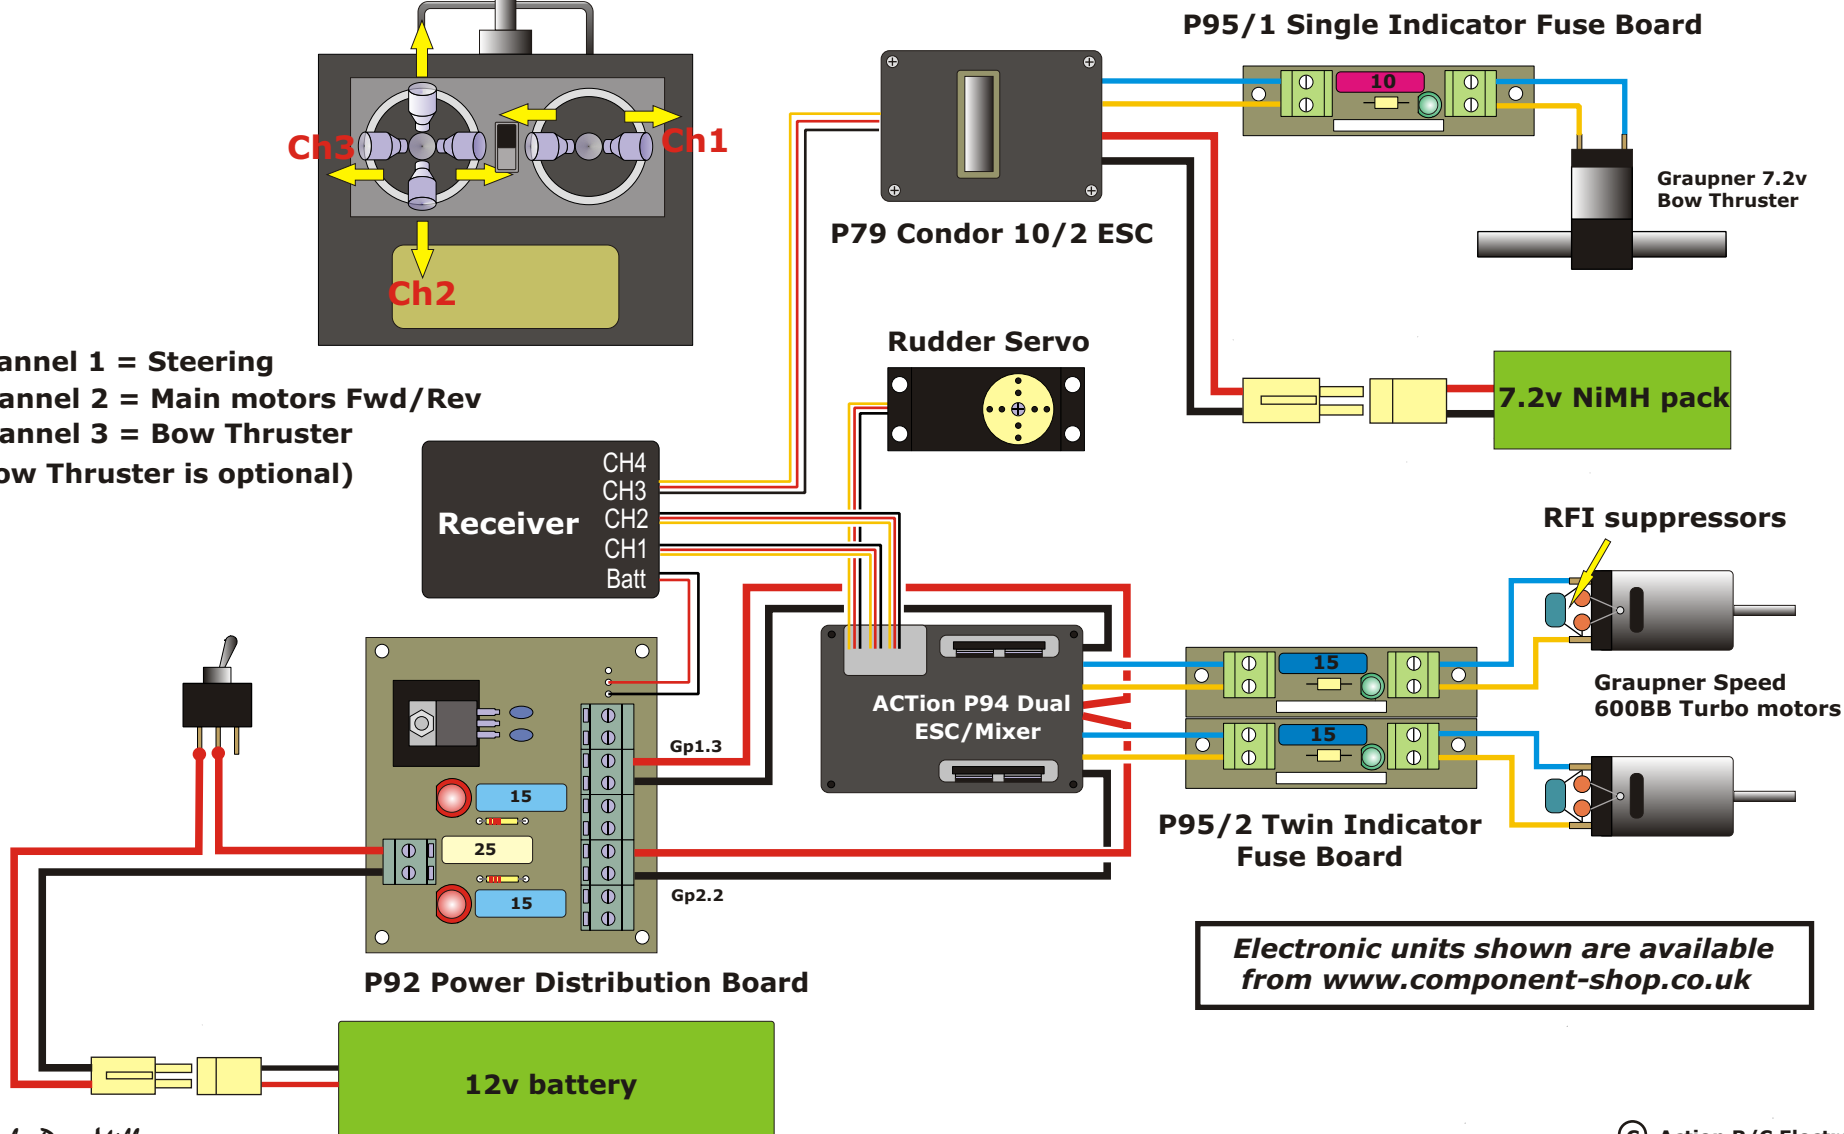 P95/1 Single Indicator Fuse Board
10
Ch3
Ch1
Ch2
P79 Condor 10/2 ESC
Graupner 7.2v
Bow Thruster
annel 1 = Steering
annel 2 = Main motors Fwd/Rev
annel 3 = Bow Thruster
ow Thruster is optional)
Rudder Servo
7.2v NiMH pack
Receiver
CH4
CH3
CH2
CH1
Batt
RFI suppressors
ACTion P94 Dual
ESC/Mixer
15
15
Graupner Speed
600BB Turbo motors
Gp1.3
15
25
15
Gp2.2
P95/2 Twin Indicator
Fuse Board
P92 Power Distribution Board
Electronic units shown are available
from www.component-shop.co.uk
12v battery